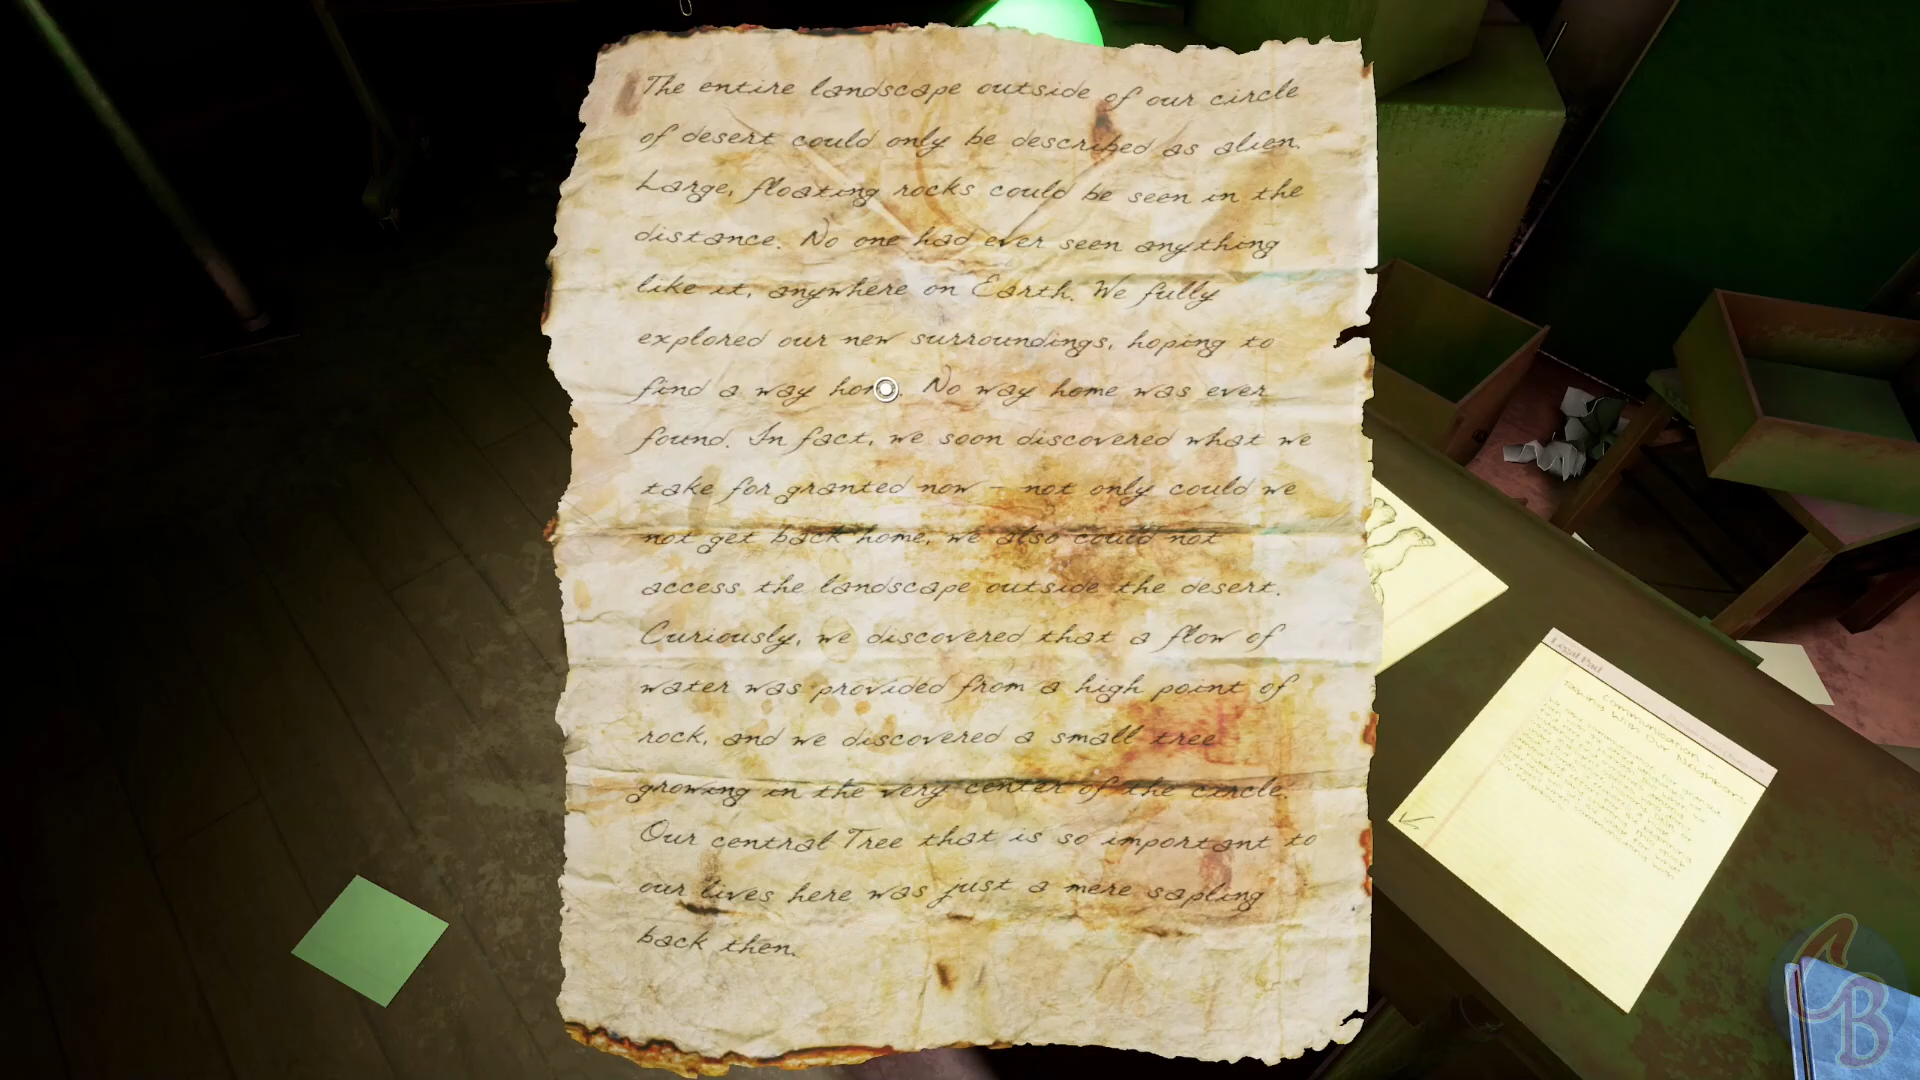 The entire landscape outside of our circle
of desert could only be described as alien.
Large, floating rocks could be seen in the
distance. No one had ever seen anything
like it, anywhere on Earth. We fully
explored our new surroundings, hoping to
find a way hom. No way home was ever
found. In fact, we soon discovered what we
take for granted now - not only could we
not get back home, we also could not
access the landscape outside the desert.
Curiously, we discovered that a flow of
water was provided from a high point of
rock, and we discovered a small tree
growing in the very center of the circle.
Our central Tree that is so important to
our lives here was just a mere sapling
back then.
Legal Pad
Communication
with Our Neighbors
CB